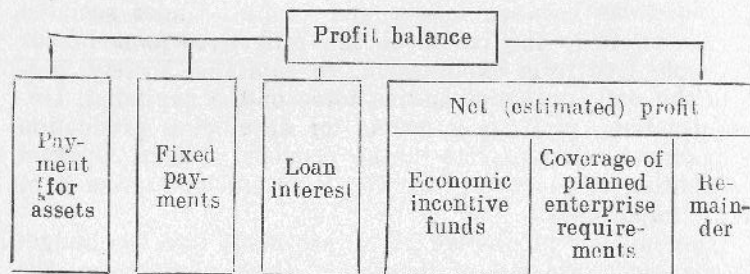 Profit balance
Pay-
ment
for
assets
Fixed
pay-
ments
Loan
interest
Net (estimated) profit
Economic
incentive
funds
Coverage of
planned
enterprise
require-
ments
Re-
main-
der